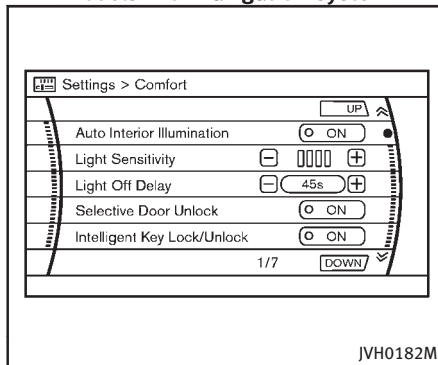 Settings > Comfort
UP
Auto Interior Illumination ON
Light Sensitivity
Light Off Delay 45s
Selective Door Unlock ON
Intelligent Key Lock/Unlock ON
1/7 DOWN
JVH0182M